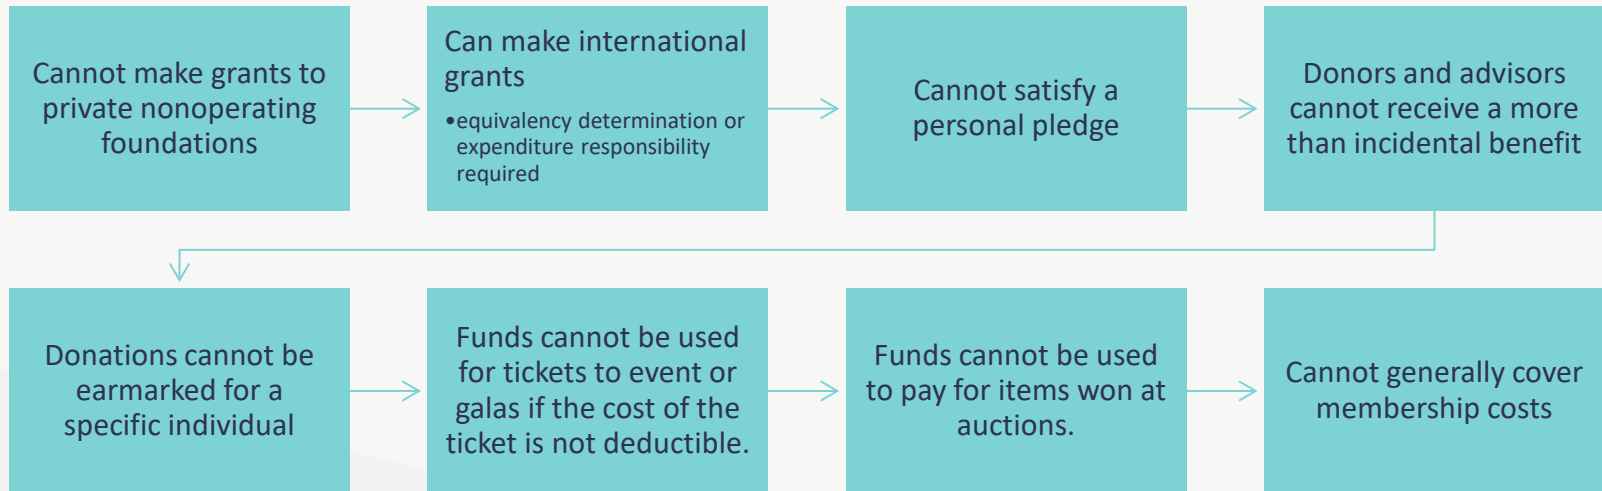 Cannot make grants to
private nonoperating
foundations
Can make international
grants
•equivalency determination or
expenditure responsibility
required
Cannot satisfy a
personal pledge
Donors and advisors
cannot receive a more
than incidental benefit
Donations cannot be
earmarked for a
specific individual
Funds cannot be used
for tickets to event or
galas if the cost of the
ticket is not deductible.
Funds cannot be used
to pay for items won at
auctions.
Cannot generally cover
membership costs